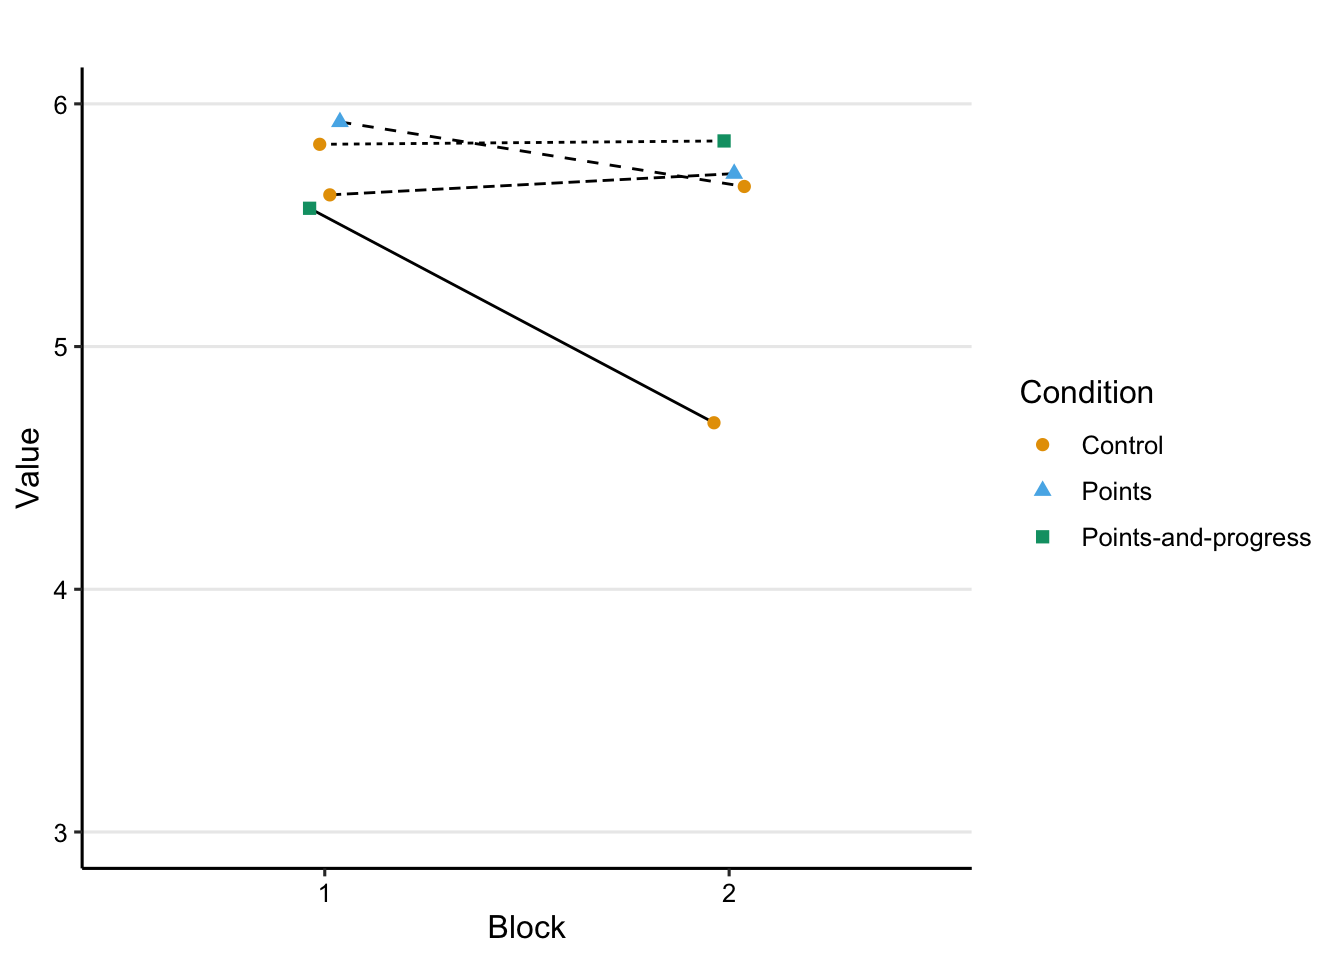 6
5
4
3
Value
1
2
Block
Condition
Control
Points
Points-and-progress